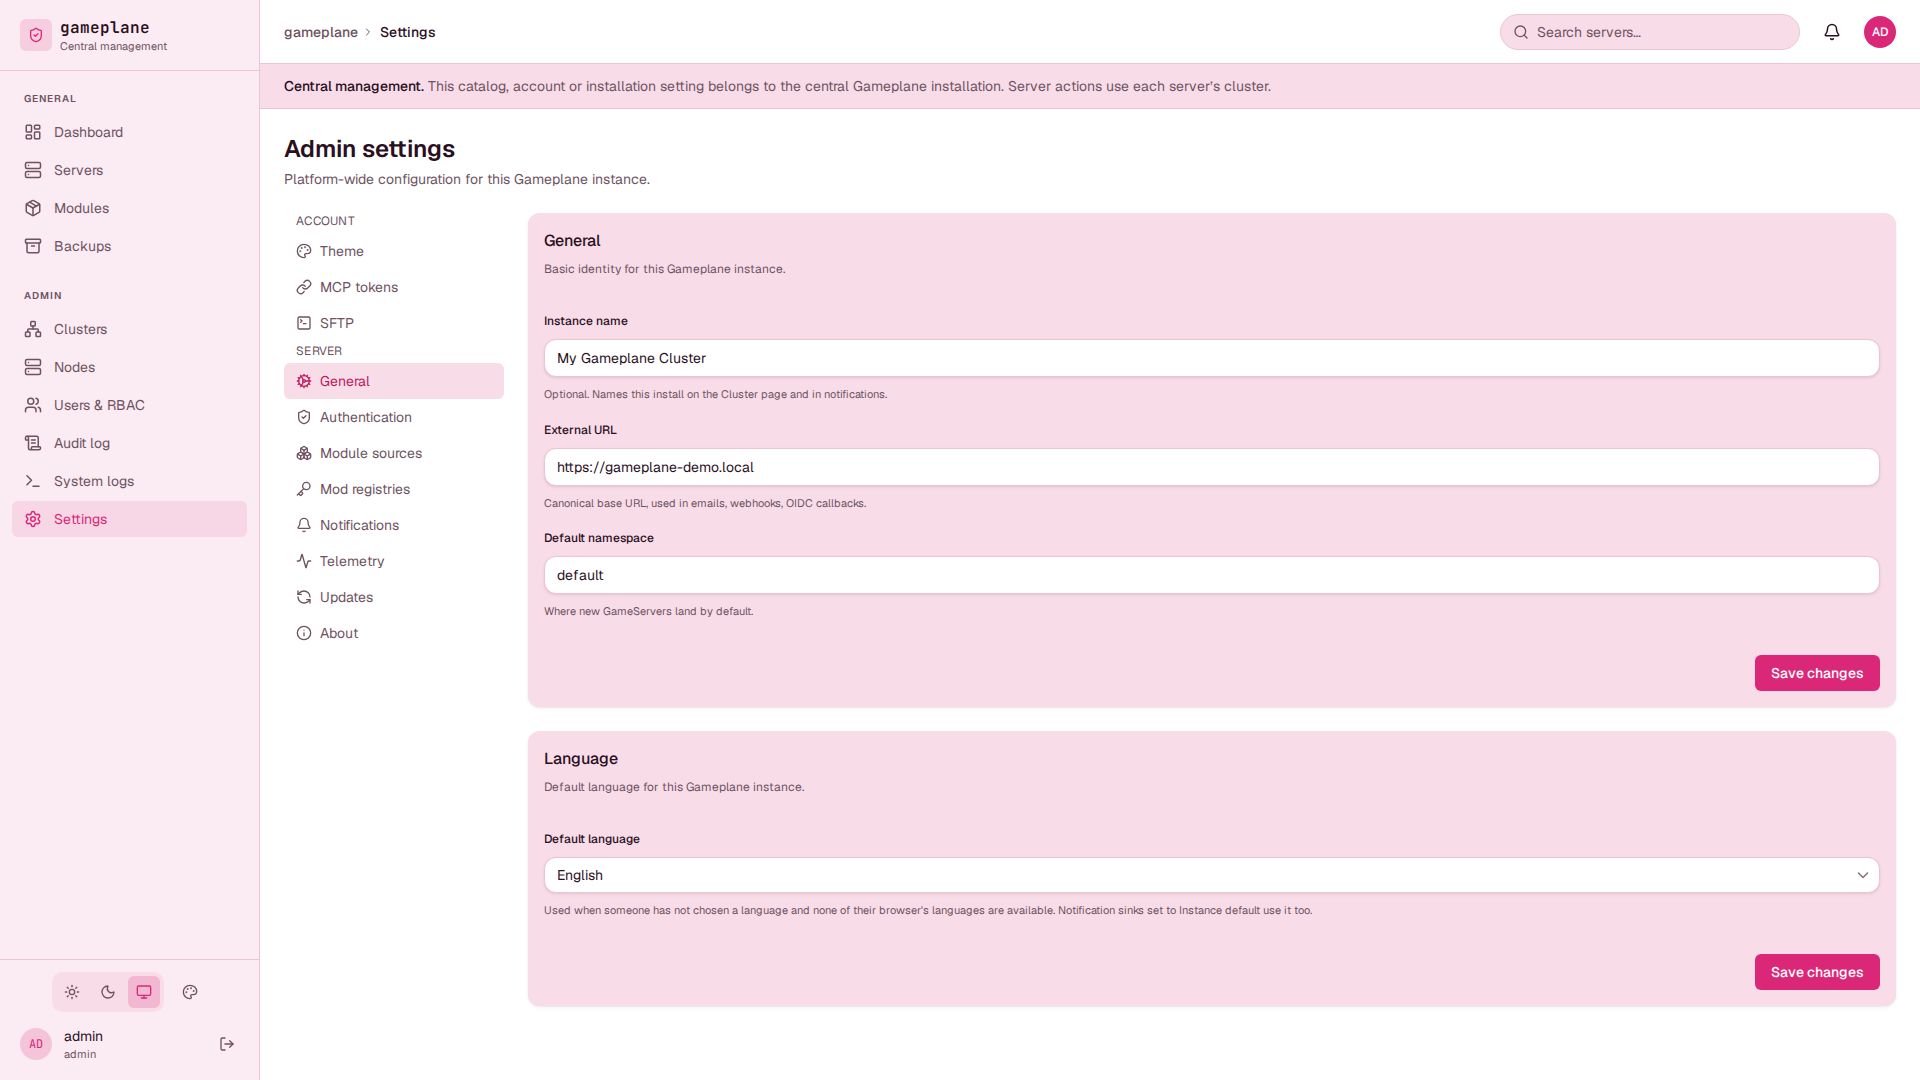 gameplane
Central management
GENERAL
Dashboard
Servers
Modules
Backups
ADMIN
Clusters
Nodes
Users & RBAC
Audit log
System logs
Settings
AD
admin
admin
gameplane
Settings
Search servers...
AD
Central management. This catalog, account or installation setting belongs to the central Gameplane installation. Server actions use each server's cluster.
Admin settings
Platform-wide configuration for this Gameplane instance.
ACCOUNT
Theme
MCP tokens
SFTP
SERVER
General
Authentication
Module sources
Mod registries
Notifications
Telemetry
Updates
About
General
Basic identity for this Gameplane instance.
Instance name
My Gameplane Cluster
Optional. Names this install on the Cluster page and in notifications.
External URL
https://gameplane-demo.local
Canonical base URL, used in emails, webhooks, OIDC callbacks.
Default namespace
default
Where new GameServers land by default.
Save changes
Language
Default language for this Gameplane instance.
Default language
English
Used when someone has not chosen a language and none of their browser's languages are available. Notification sinks set to Instance default use it too.
Save changes